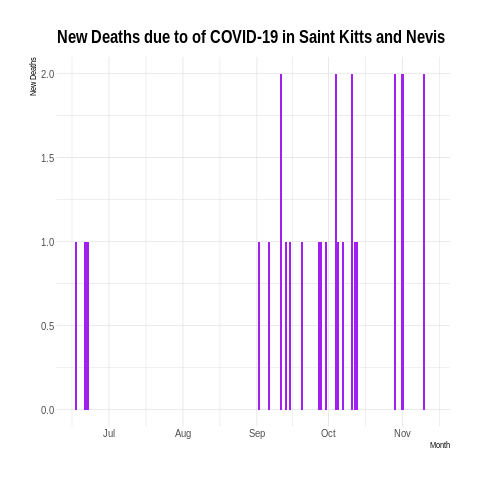 New Deaths due to of COVID-19 in Saint Kitts and Nevis
New Deaths
2.0
1.5
1.0
0.5
0.0
Jul Aug Sep Oct Nov
Month